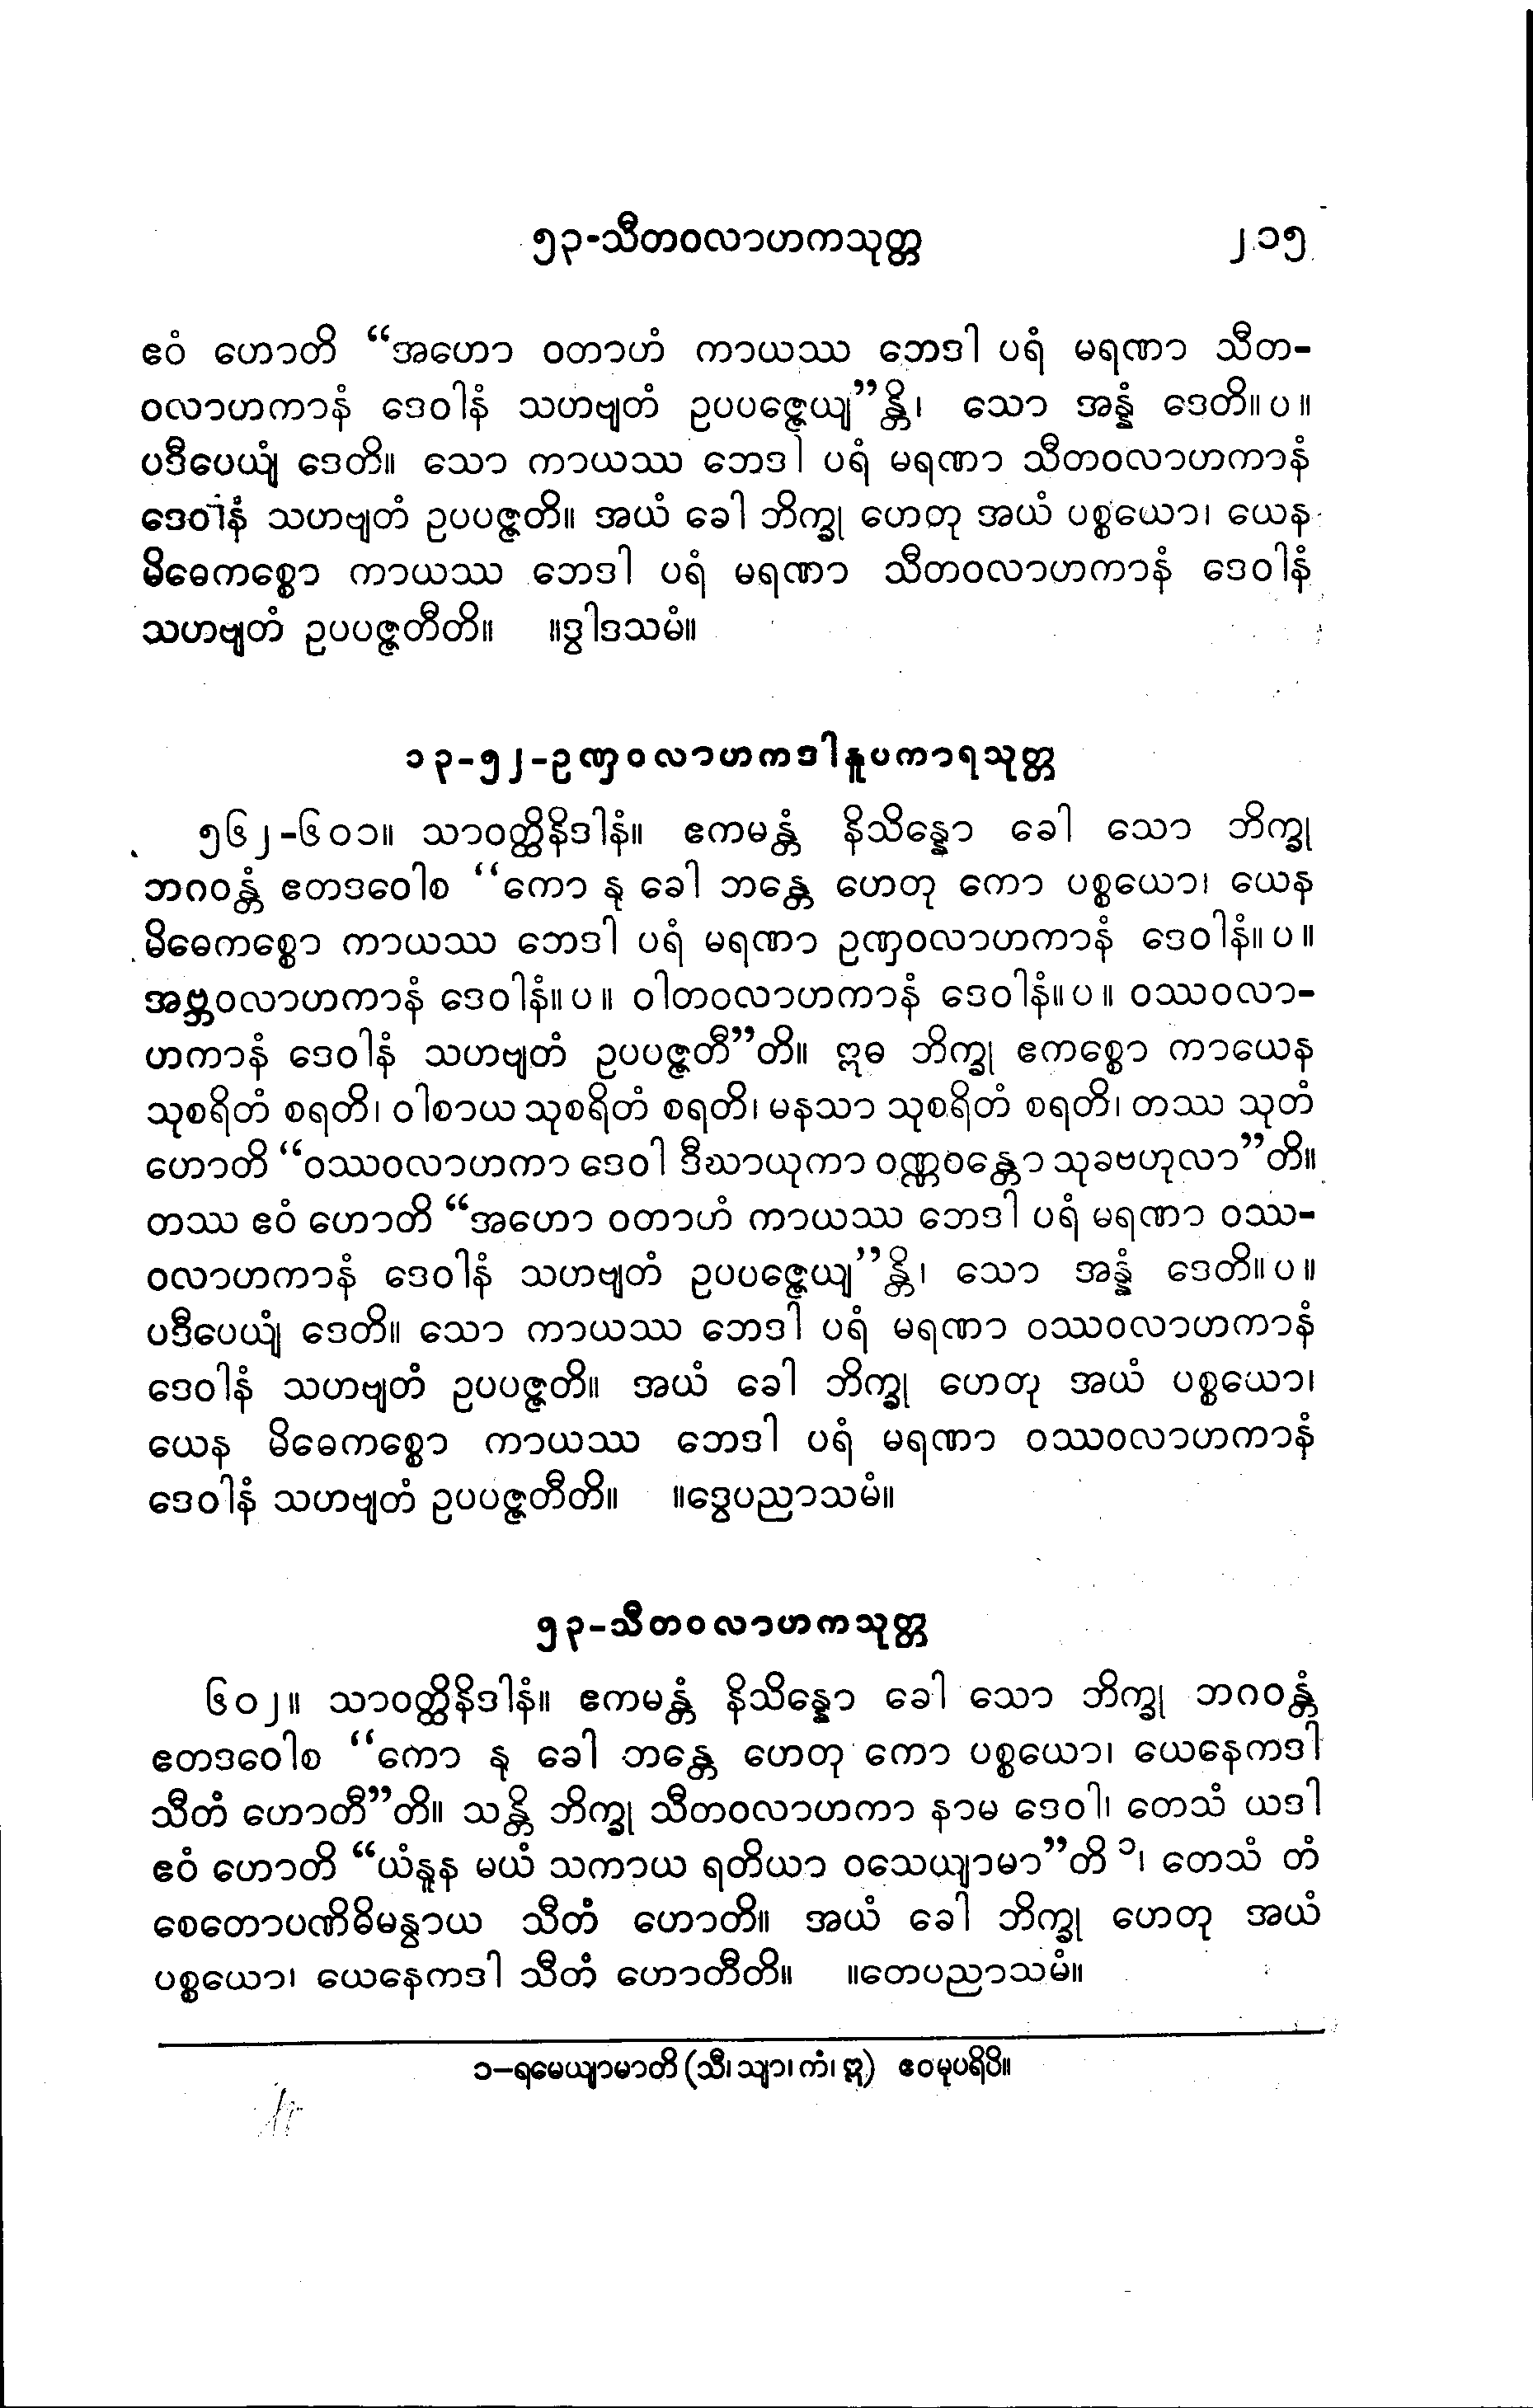 ၅၃-သီတဝလာဟကသုတ္တ ၂၁၅
ဧဝံ ဟောတိ “အဟော ဝတာဟံ ကာယဿ ဘေဒါ ပရံ မရဏာ သီတ-
ဝလာဟကာနံ ဒေဝါနံ သဟဗျတံ ဥပပဇ္ဇေယျ”န္တိ၊ သော အန္နံ ဒေတိ။ပ။
ပဒီပေယျံ ဒေတိ။ သော ကာယဿ ဘေဒါ ပရံ မရဏာ သီတဝလာဟကာနံ
ဒေဝါနံ သဟဗျတံ ဥပပဇ္ဇတိ။ အယံ ခေါ ဘိက္ခု ဟေတု အယံ ပစ္စယော၊ ယေန
မိဓေကစ္စော ကာယဿ ဘေဒါ ပရံ မရဏာ သီတဝလာဟကာနံ ဒေဝါနံ
သဟဗျတံ ဥပပဇ္ဇတီတိ။ ။ဒွါဒသမံ။
၁၃-၅၂-ဥဏှဝလာဟကဒါနူပကာရသုတ္တ
၅၆၂-၆၀၁။ သာဝတ္ထိနိဒါနံ။ ဧကမန္တံ နိသိန္နော ခေါ သော ဘိက္ခု
ဘဂဝန္တံ ဧတဒဝေါစ “ကော နု ခေါ ဘန္တေ ဟေတု ကော ပစ္စယော၊ ယေန
မိဓေကစ္စော ကာယဿ ဘေဒါ ပရံ မရဏာ ဥဏှဝလာဟကာနံ ဒေဝါနံ။ပ။
အဗ္ဘဝလာဟကာနံ ဒေဝါနံ။ပ။ ဝါတဝလာဟကာနံ ဒေဝါနံ။ပ။ ဝဿဝလာ-
ဟကာနံ ဒေဝါနံ သဟဗျတံ ဥပပဇ္ဇတီ”တိ။ ဣဓ ဘိက္ခု ဧကစ္စော ကာယေန
သုစရိတံ စရတိ၊ ဝါစာယ သုစရိတံ စရတိ၊ မနသာ သုစရိတံ စရတိ၊ တဿ သုတံ
ဟောတိ “ဝဿဝလာဟကာ ဒေဝါ ဒီဃာယုကာ ဝဏ္ဏဝန္တော သုခဗဟုလာ”တိ။
တဿ ဧဝံ ဟောတိ “အဟော ဝတာဟံ ကာယဿ ဘေဒါ ပရံ မရဏာ ဝဿ-
ဝလာဟကာနံ ဒေဝါနံ သဟဗျတံ ဥပပဇ္ဇေယျ”န္တိ၊ သော အန္နံ ဒေတိ။ပ။
ပဒီပေယျံ ဒေတိ။ သော ကာယဿ ဘေဒါ ပရံ မရဏာ ဝဿဝလာဟကာနံ
ဒေဝါနံ သဟဗျတံ ဥပပဇ္ဇတိ။ အယံ ခေါ ဘိက္ခု ဟေတု အယံ ပစ္စယော၊
ယေန မိဓေကစ္စော ကာယဿ ဘေဒါ ပရံ မရဏာ ဝဿဝလာဟကာနံ
ဒေဝါနံ သဟဗျတံ ဥပပဇ္ဇတီတိ။ ။ဒွေပညာသမံ။
၅၃-သီတဝလာဟကသုတ္တ
၆၀၂။ သာဝတ္ထိနိဒါနံ။ ဧကမန္တံ နိသိန္နော ခေါ သော ဘိက္ခု ဘဂဝန္တံ
ဧတဒဝေါစ “ကော နု ခေါ ဘန္တေ ဟေတု ကော ပစ္စယော၊ ယေနေကဒါ
သီတံ ဟောတီ”တိ။ သန္တိ ဘိက္ခု သီတဝလာဟကာ နာမ ဒေဝါ၊ တေသံ ယဒါ
ဧဝံ ဟောတိ “ယံနူန မယံ သကာယ ရတိယာ ဝသေယျာမာ”တိ ၁၊ တေသံ တံ
စေတောပဏိဓိမန္ဝာယ သီတံ ဟောတိ။ အယံ ခေါ ဘိက္ခု ဟေတု အယံ
ပစ္စယော၊ ယေနေကဒါ သီတံ ဟောတီတိ။ ။တေပညာသမံ။
၁-ရမေယျာမာတိ (သီ၊ သျာ၊ ကံ၊ ဣ) ဧဝမုပရိပိ။